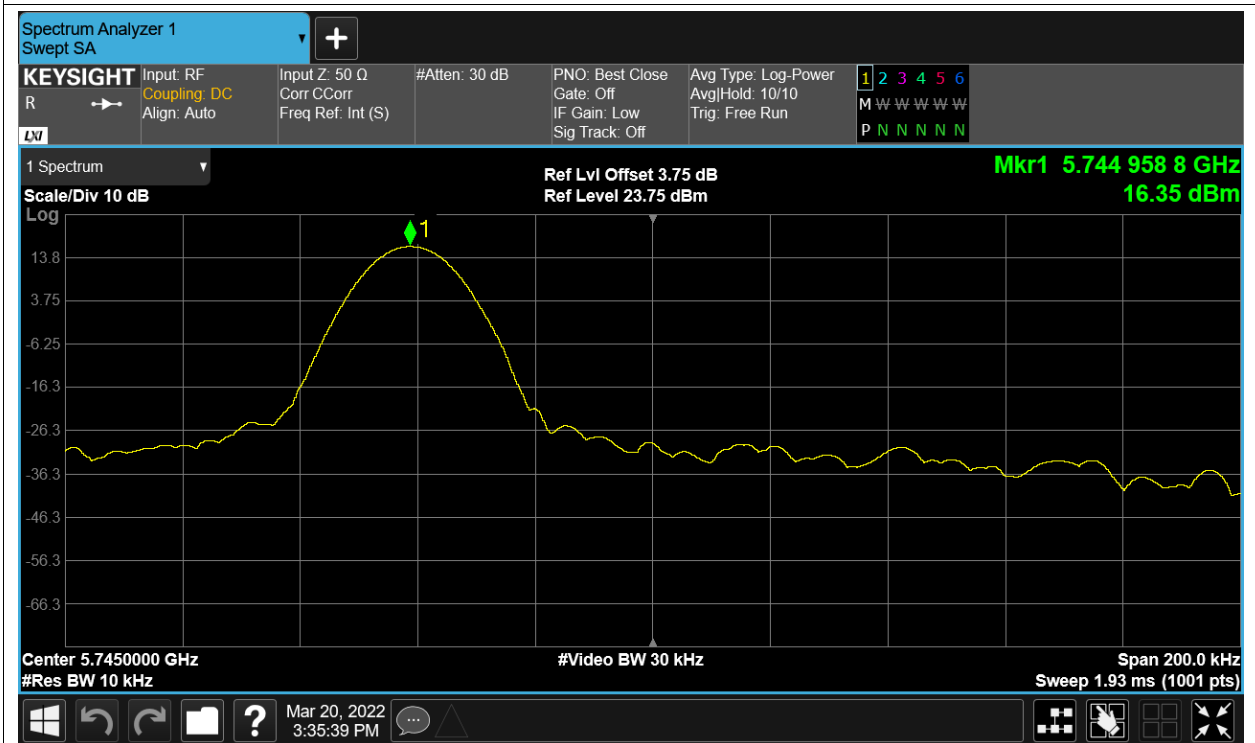 Spectrum Analyzer 1
Swept SA
KEYSIGHT
R
LXI
Input: RF
Coupling: DC
Align: Auto
Input Z: 50 Ω
Corr CCorr
Freq Ref: Int (S)
#Atten: 30 dB
PNO: Best Close
Gate: Off
IF Gain: Low
Sig Track: Off
Avg Type: Log-Power
Avg|Hold: 10/10
Trig: Free Run
1 2 3 4 5 6
M W W W W W
P N N N N N
1 Spectrum
Scale/Div 10 dB
Log
Ref Lvl Offset 3.75 dB
Ref Level 23.75 dBm
Mkr1 5.744 958 8 GHz
16.35 dBm
1
13.8
3.75
-6.25
-16.3
-26.3
-36.3
-46.3
-56.3
-66.3
Center 5.7450000 GHz
#Res BW 10 kHz
#Video BW 30 kHz
Span 200.0 kHz
Sweep 1.93 ms (1001 pts)
?
Mar 20, 2022
3:35:39 PM